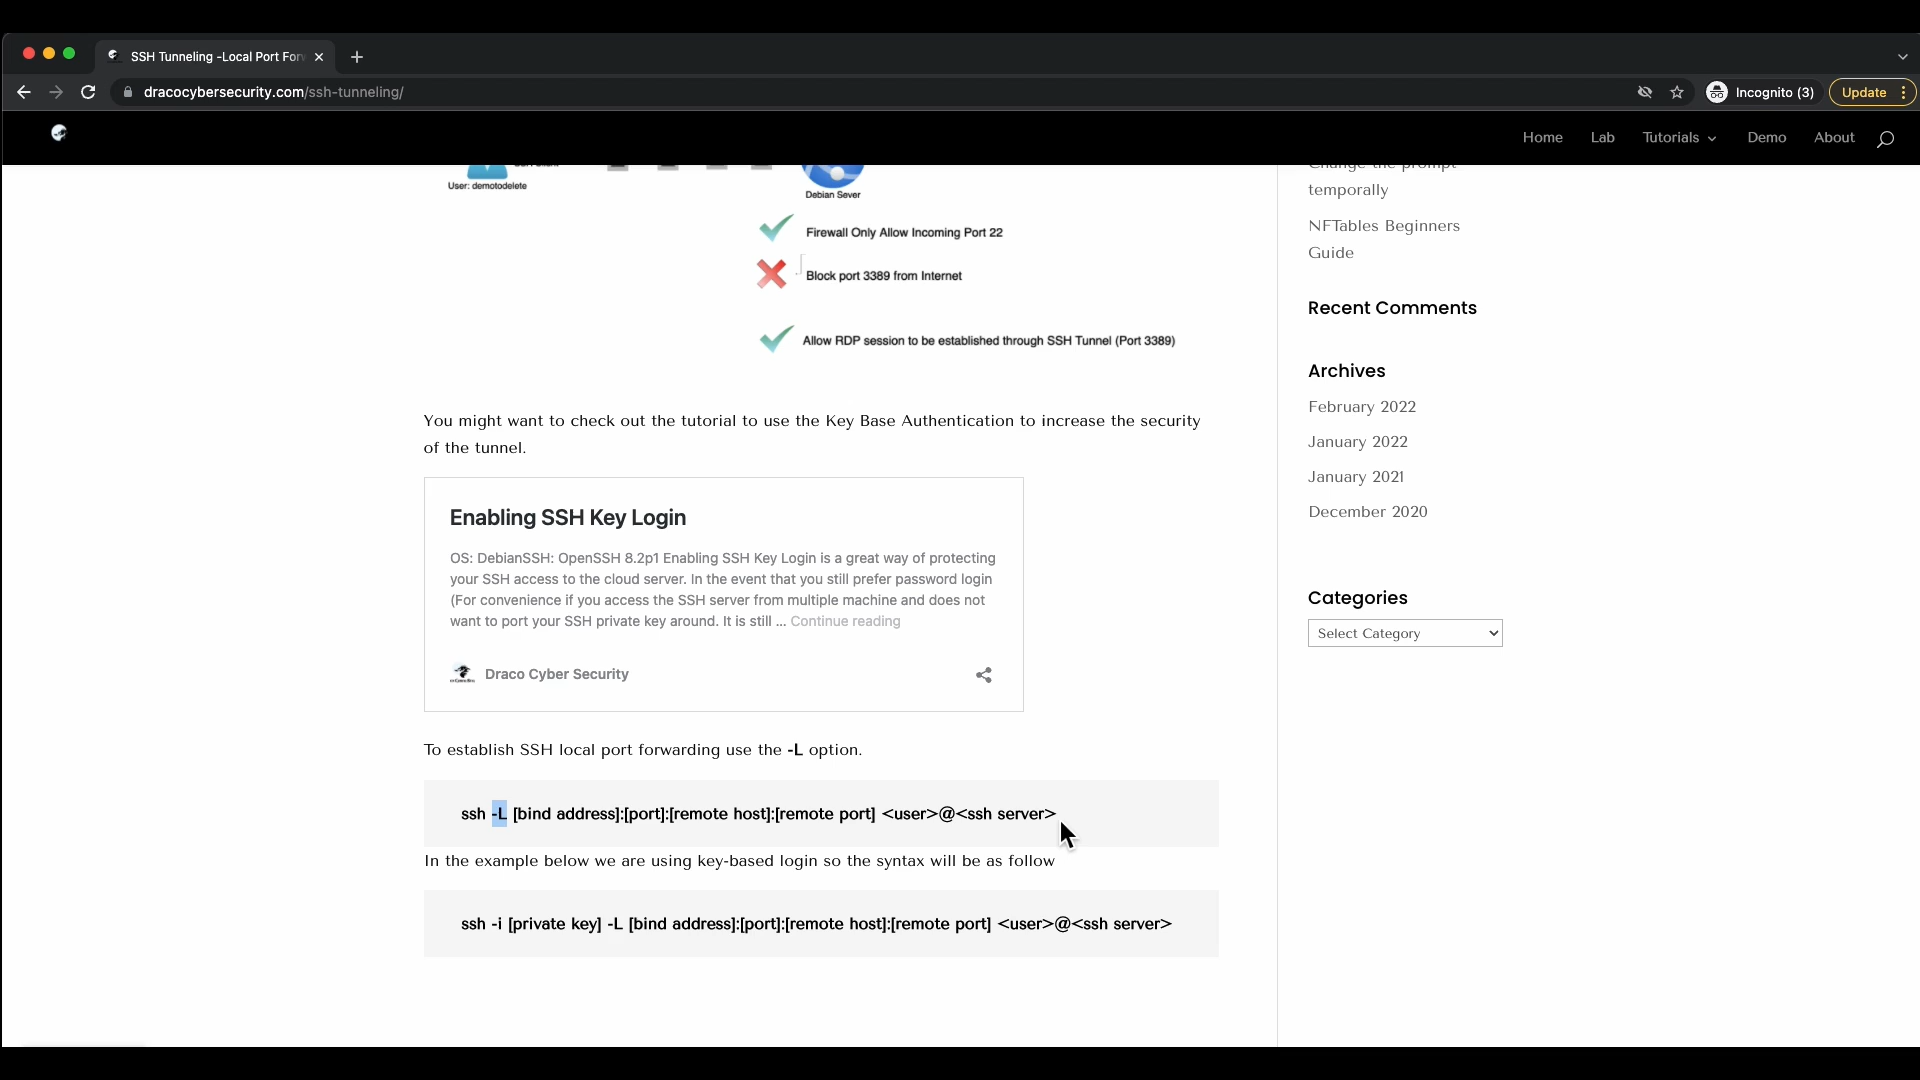 SSH Tunneling -Local Port For
dracocybersecurity.com/ssh-tunneling/
Incognito (3)
Update
Home
Lab
Tutorials
Demo
About
User: demotodelete
Debian Sever
Firewall Only Allow Incoming Port 22
Block port 3389 from Internet
Allow RDP session to be established through SSH Tunnel (Port 3389)
You might want to check out the tutorial to use the Key Base Authentication to increase the security
of the tunnel.
Enabling SSH Key Login
OS: DebianSSH: OpenSSH 8.2p1 Enabling SSH Key Login is a great way of protecting
your SSH access to the cloud server. In the event that you still prefer password login
(For convenience if you access the SSH server from multiple machine and does not
want to port your SSH private key around. It is still ... Continue reading
Draco Cyber Security
To establish SSH local port forwarding use the -L option.
ssh -L [bind address]:[port]:[remote host]:[remote port] <user>@<ssh server>
In the example below we are using key-based login so the syntax will be as follow
ssh -i [private key] -L [bind address]:[port]:[remote host]:[remote port] <user>@<ssh server>
Change the prompt
temporally
NFTables Beginners
Guide
Recent Comments
Archives
February 2022
January 2022
January 2021
December 2020
Categories
Select Category